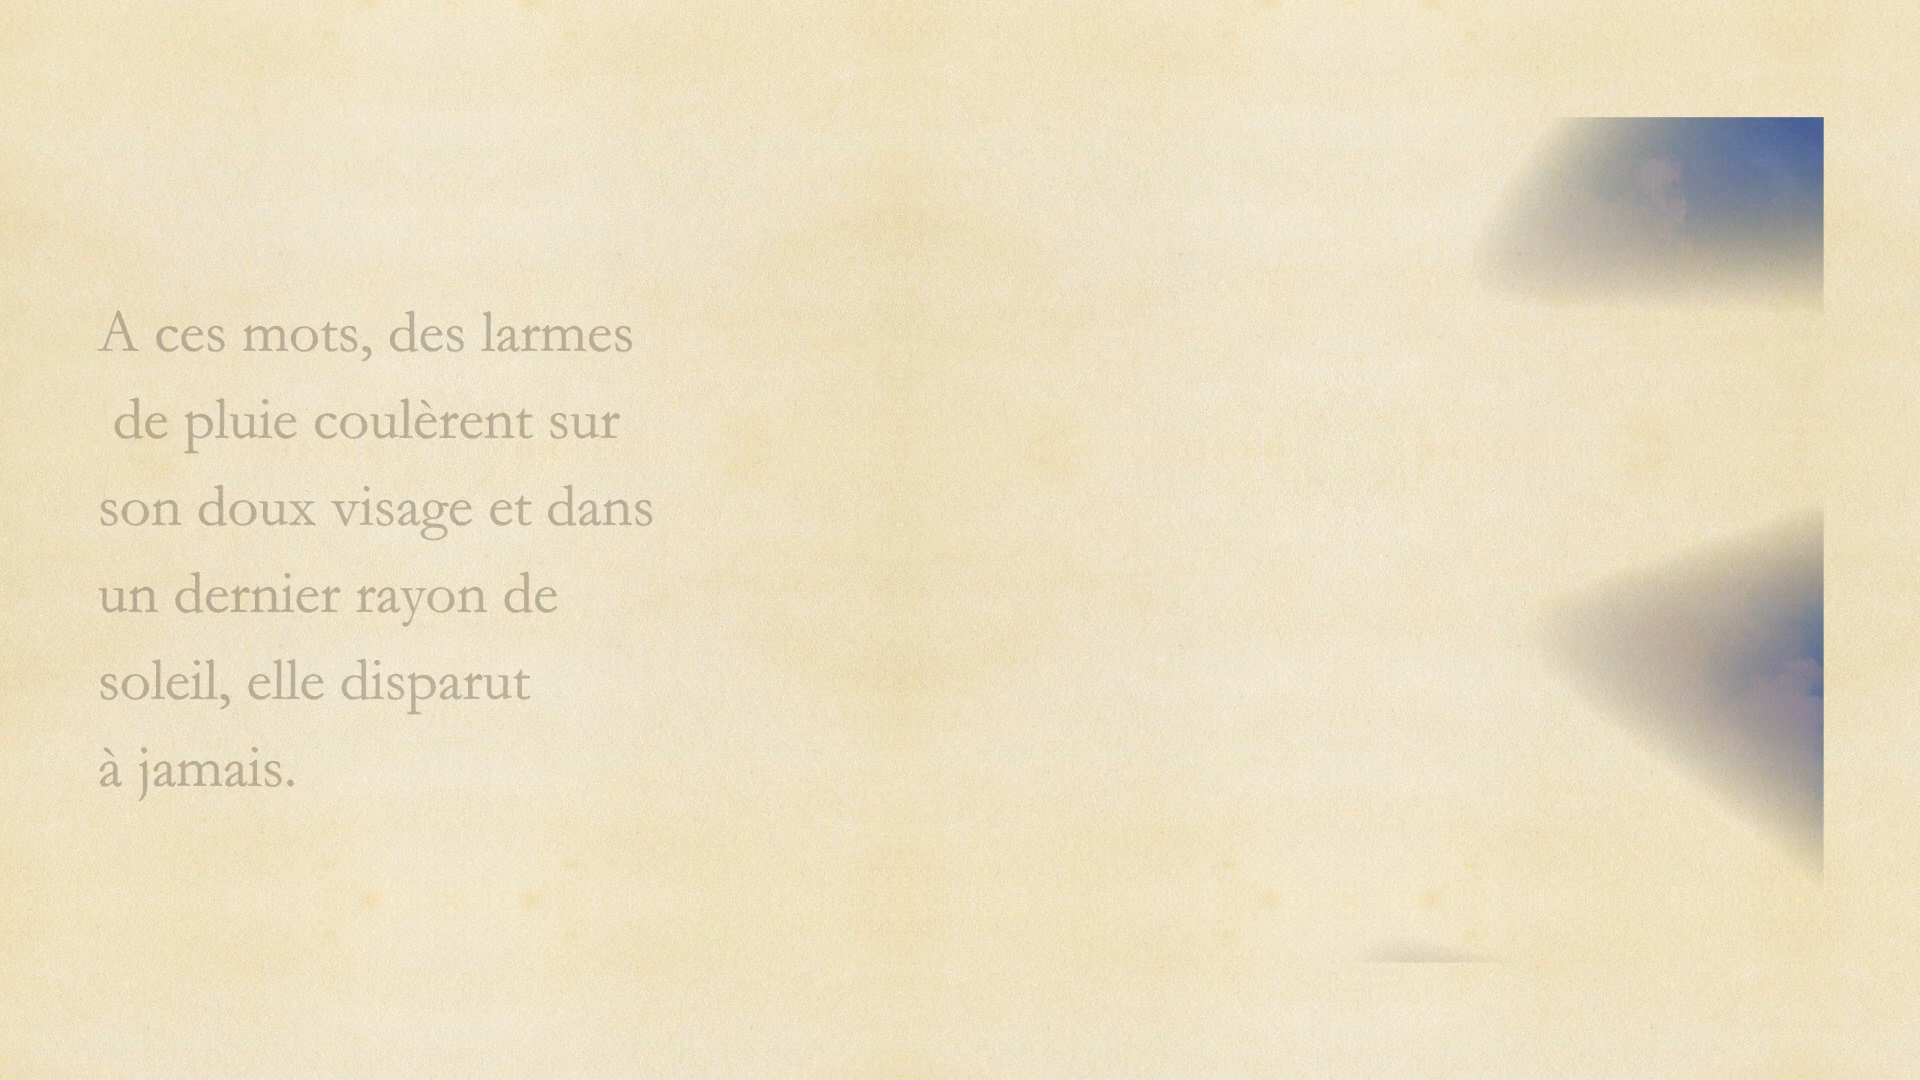 A ces mots, des larmes
de pluie coulèrent sur
son doux visage et dans
un dernier rayon de
soleil, elle disparut
à jamais.